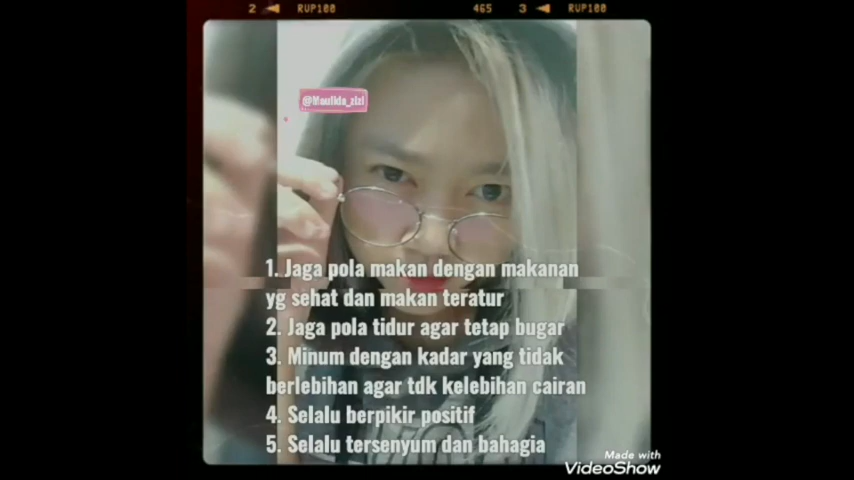 2 RVP100 465 3 RVP100
@Maulida_zizi
1. Jaga pola makan dengan makanan
yg sehat dan makan teratur
2. Jaga pola tidur agar tetap bugar
3. Minum dengan kadar yang tidak
berlebihan agar tdk kelebihan cairan
4. Selalu berpikir positif
5. Selalu tersenyum dan bahagia
Made with
VideoShow